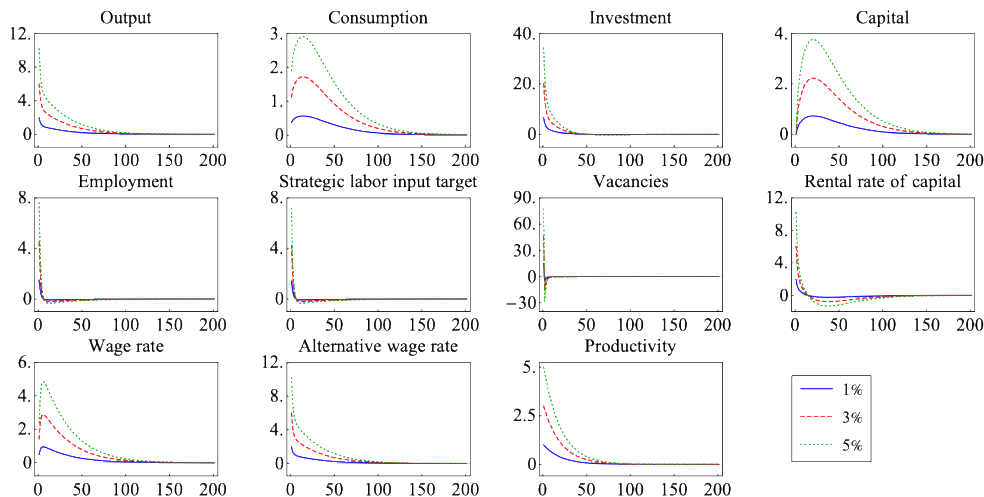 Output Consumption Investment Capital
12. 3. 40. 4.
8. 2. 20. 2.
4. 1. 0 0
0 0
0 50 100 150 200 0 50 100 150 200 0 50 100 150 200 0 50 100 150 200
Employment Strategic labor input target Vacancies Rental rate of capital
8. 8. 90. 12.
4. 4. 60. 8.
0 0 30. 4.
0 0
-30
0 50 100 150 200 0 50 100 150 200 0 50 100 150 200 0 50 100 150 200
Wage rate Alternative wage rate Productivity
6. 12. 5.
4. 8. 2.5
2. 4. 0
0 0
0 50 100 150 200 0 50 100 150 200 0 50 100 150 200
1%
3%
5%